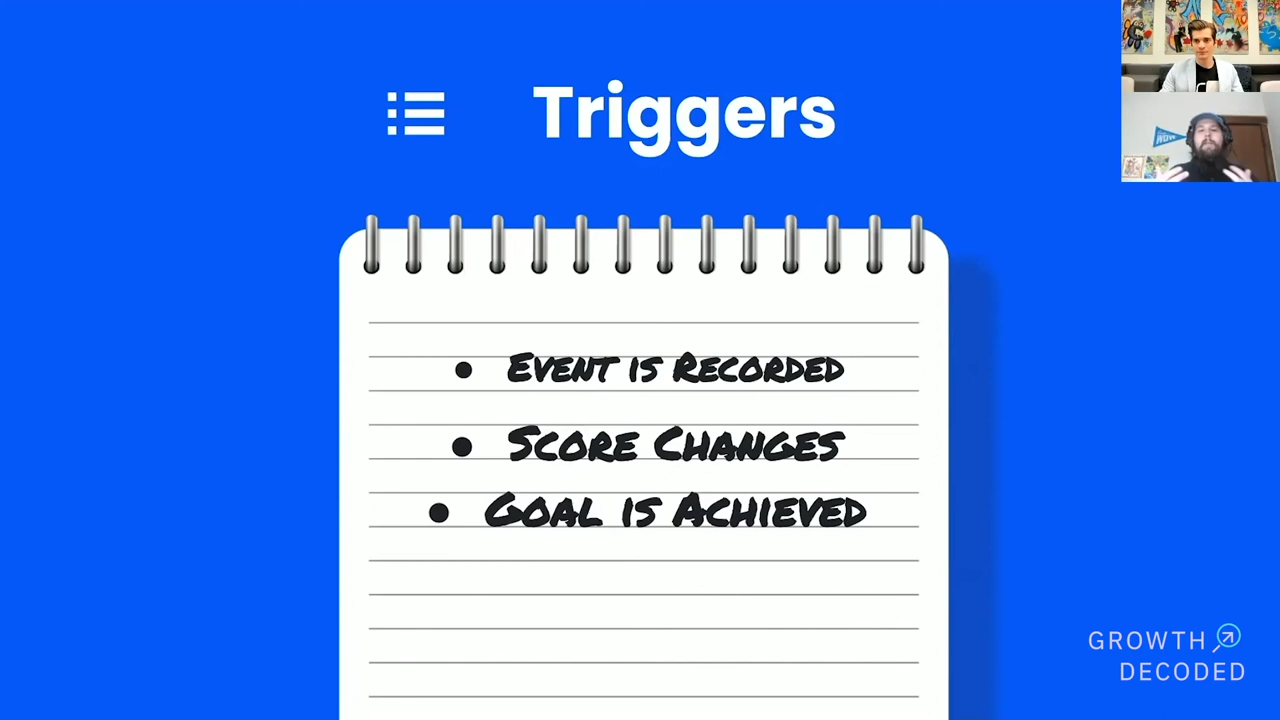 Triggers
• Event is Recorded
• Score Changes
• Goal is Achieved
GROWTH
DECODED